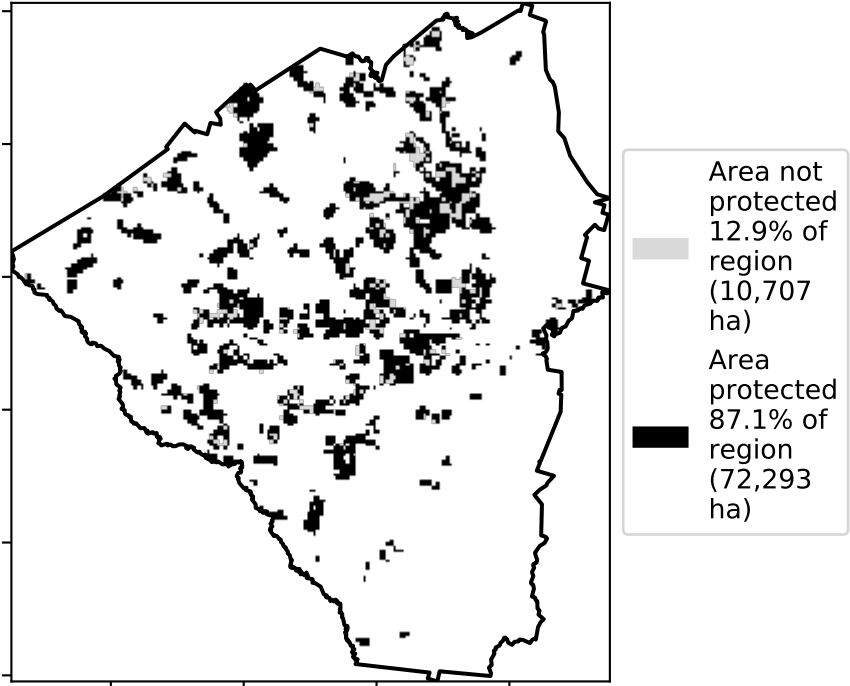 Area not
protected
12.9% of
region
(10,707
ha)
Area
protected
87.1% of
region
(72,293
ha)